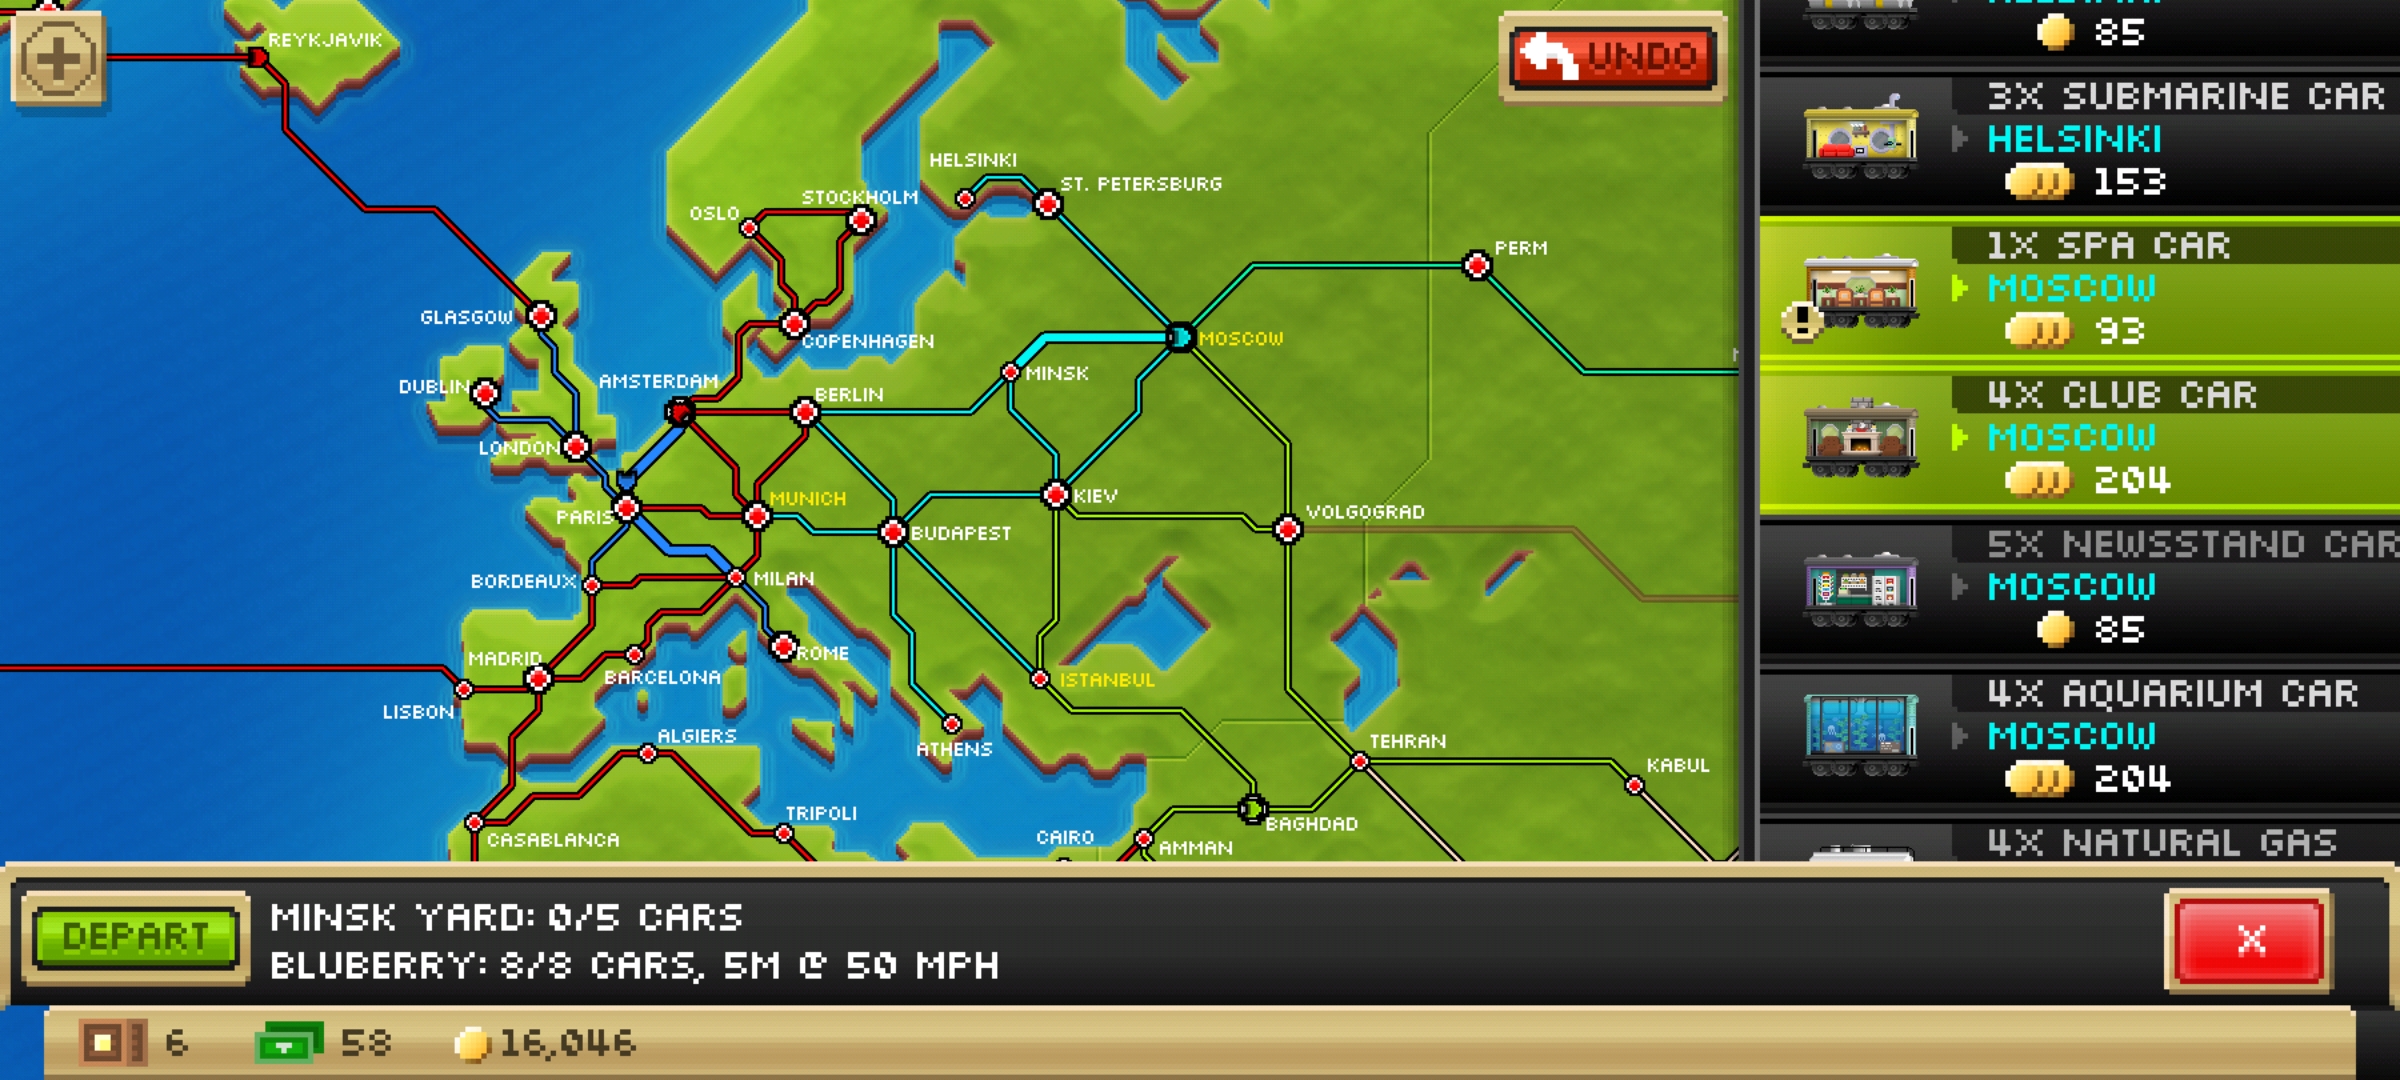 REYKJAVIK
UNDO
85
3X SUBMARINE CAR
HELSINKI
153
HELSINKI
ST. PETERSBURG
STOCKHOLM
OSLO
PERM
1X SPA CAR
MOSCOW
93
GLASGOW
COPENHAGEN
MOSCOW
MINSK
DUBLIN
AMSTERDAM
BERLIN
4X CLUB CAR
MOSCOW
204
LONDON
MUNICH
KIEV
PARIS
BUDAPEST
VOLGOGRAD
5X NEWSSTAND CAR
MOSCOW
85
BORDEAUX
MILAN
MADRID
ROME
BARCELONA
ISTANBUL
LISBON
ALGIERS
ATHENS
TEHRAN
KABUL
4X AQUARIUM CAR
MOSCOW
204
TRIPOLI
CASABLANCA
CAIRO
AMMAN
BAGHDAD
4X NATURAL GAS
DEPART
MINSK YARD: 0/5 CARS
BLUBERRY: 8/8 CARS, 5M @ 50 MPH
X
6
58
16,046